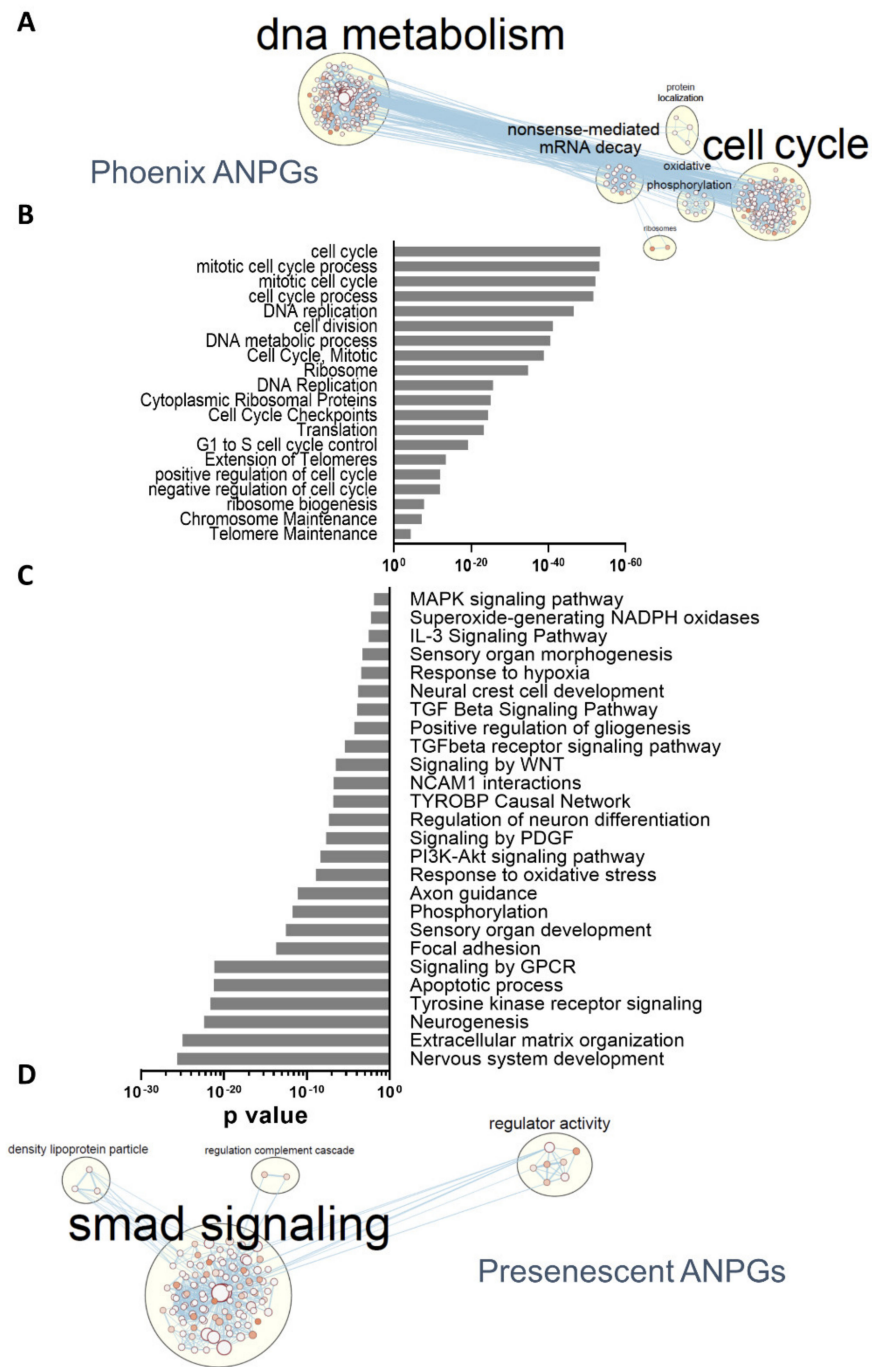 A
dna metabolism
protein
localization
nonsense-mediated
mRNA decay
cell cycle
oxidative
phosphorylation
Phoenix ANPGs
ribosomes
B
cell cycle
mitotic cell cycle process
mitotic cell cycle
cell cycle process
DNA replication
cell division
DNA metabolic process
Cell Cycle, Mitotic
Ribosome
DNA Replication
Cytoplasmic Ribosomal Proteins
Cell Cycle Checkpoints
Translation
G1 to S cell cycle control
Extension of Telomeres
positive regulation of cell cycle
negative regulation of cell cycle
ribosome biogenesis
Chromosome Maintenance
Telomere Maintenance
10^0 10^-20 10^-40 10^-60
C
MAPK signaling pathway
Superoxide-generating NADPH oxidases
IL-3 Signaling Pathway
Sensory organ morphogenesis
Response to hypoxia
Neural crest cell development
TGF Beta Signaling Pathway
Positive regulation of gliogenesis
TGFbeta receptor signaling pathway
Signaling by WNT
NCAM1 interactions
TYROBP Causal Network
Regulation of neuron differentiation
Signaling by PDGF
PI3K-Akt signaling pathway
Response to oxidative stress
Axon guidance
Phosphorylation
Sensory organ development
Focal adhesion
Signaling by GPCR
Apoptotic process
Tyrosine kinase receptor signaling
Neurogenesis
Extracellular matrix organization
Nervous system development
10^-30 10^-20 10^-10 10^0
p value
D
density lipoprotein particle
regulation complement cascade
regulator activity
smad signaling
Presenescent ANPGs